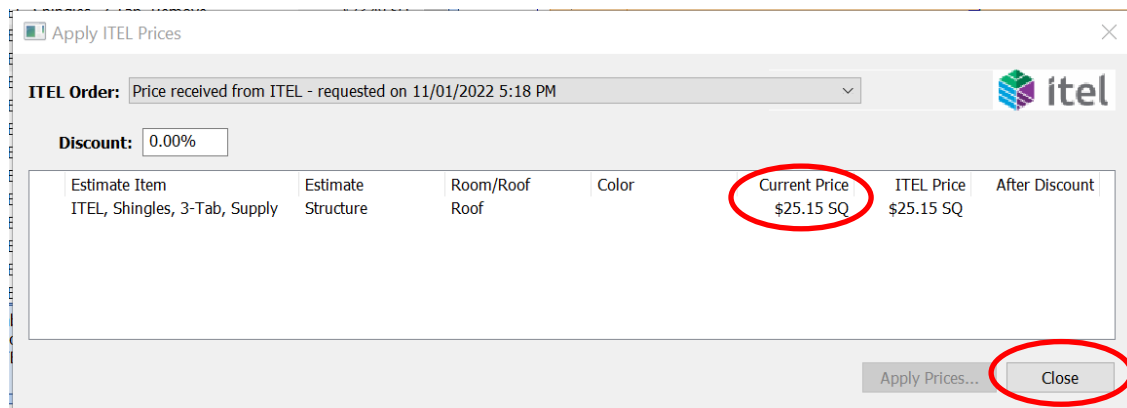 Apply ITEL Prices
ITEL Order: Price received from ITEL - requested on 11/01/2022 5:18 PM
itel
Discount: 0.00%
Estimate Item Estimate Room/Roof Color Current Price ITEL Price After Discount
ITEL, Shingles, 3-Tab, Supply Structure Roof $25.15 SQ $25.15 SQ
Apply Prices... Close